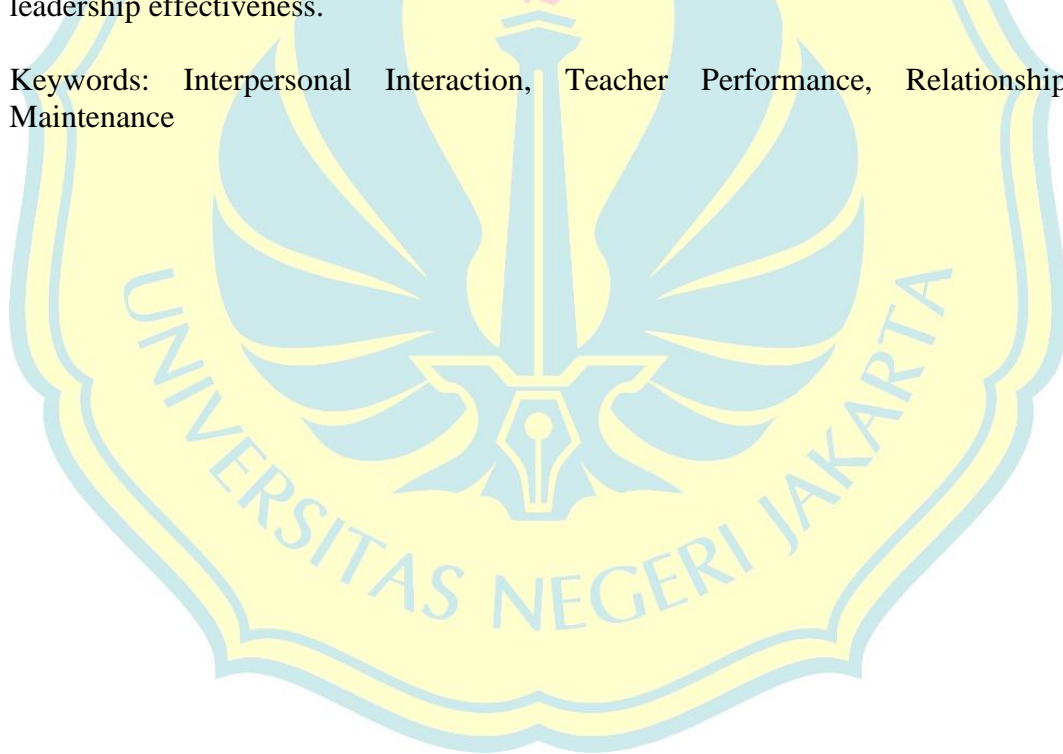 leadership effectiveness.
Keywords: Interpersonal Interaction, Teacher Performance, Relationship
Maintenance
UNIVERSITAS NEGERI JAKARTA